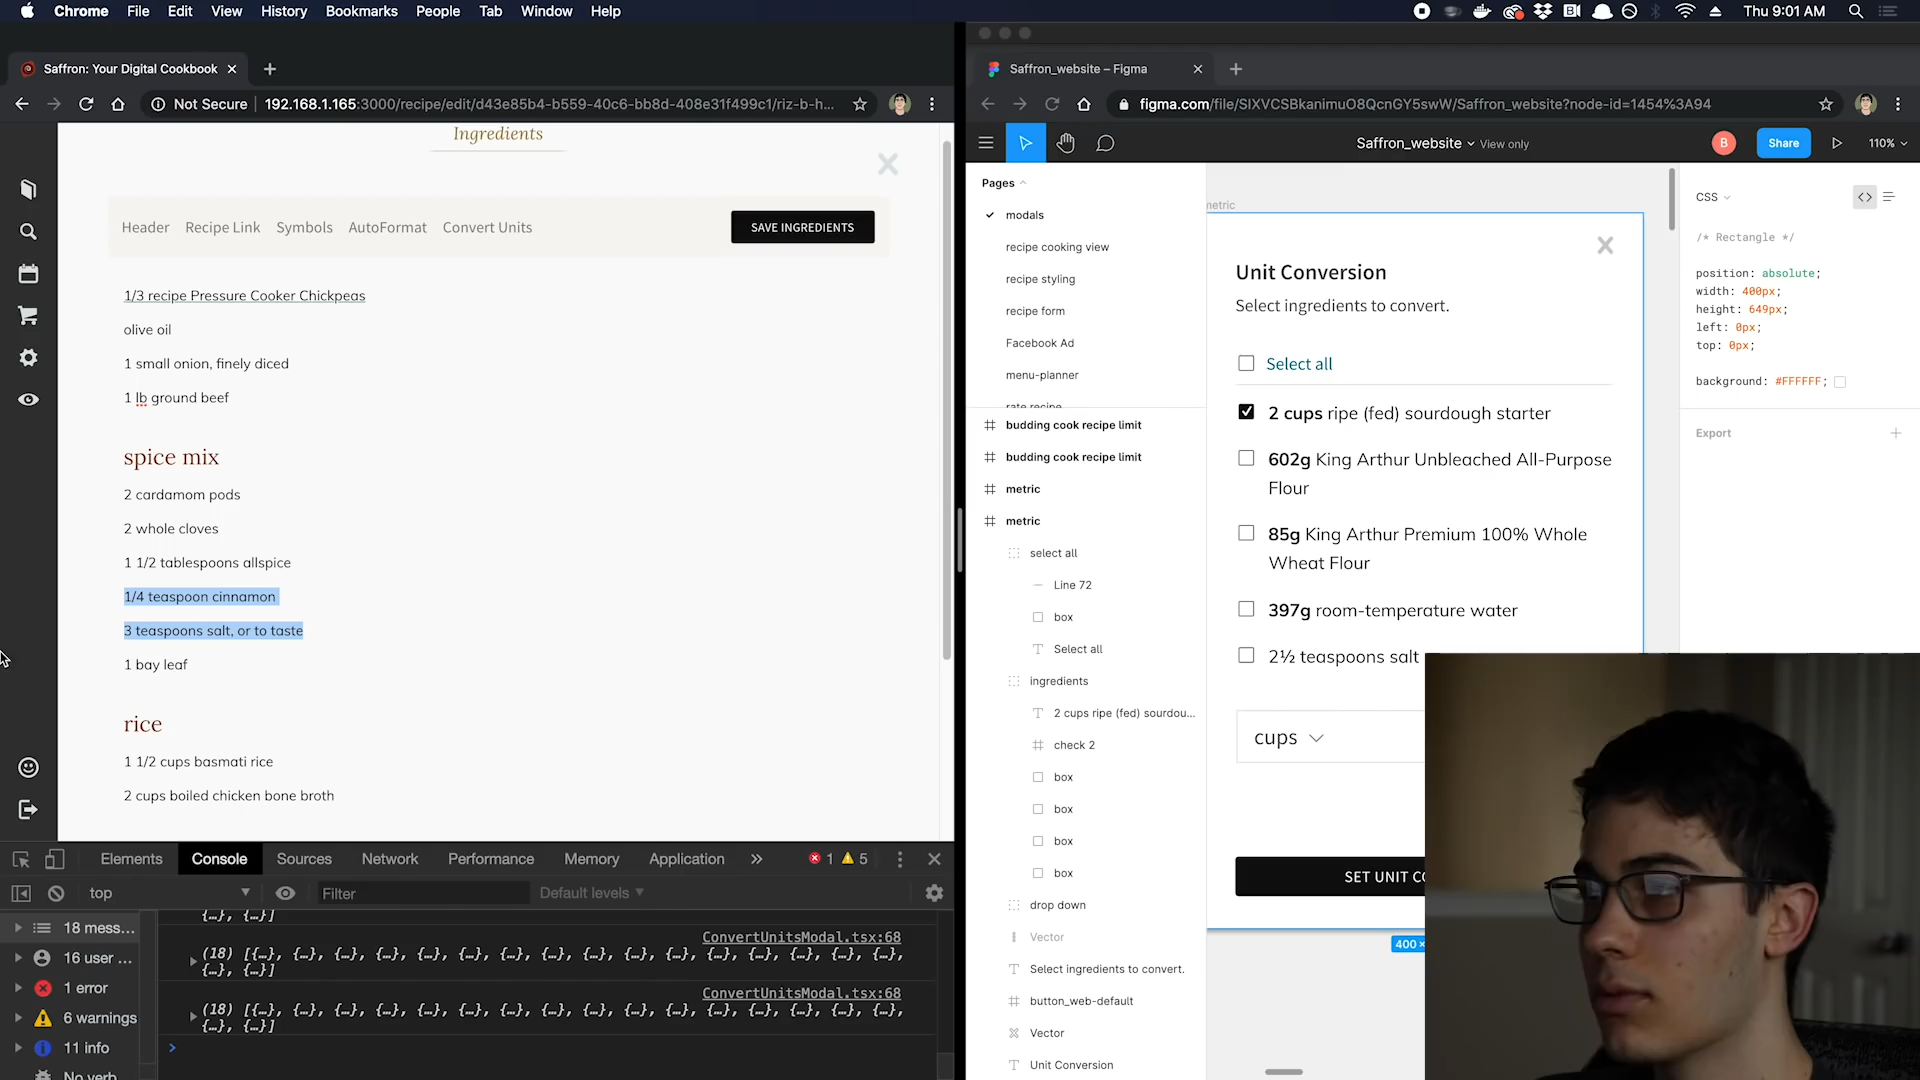 Chrome File Edit View History Bookmarks People Tab Window Help
Thu 9:01 AM
Saffron: Your Digital Cookbook
Not Secure 192.168.1.165:3000/recipe/edit/d43e85b4-b559-40c6-bb8d-408e31f499c1/riz-b-h...
Ingredients
Header Recipe Link Symbols AutoFormat Convert Units SAVE INGREDIENTS
1/3 recipe Pressure Cooker Chickpeas
olive oil
1 small onion, finely diced
1 lb ground beef
spice mix
2 cardamom pods
2 whole cloves
1 1/2 tablespoons allspice
1/4 teaspoon cinnamon
3 teaspoons salt, or to taste
1 bay leaf
rice
1 1/2 cups basmati rice
2 cups boiled chicken bone broth
Elements Console Sources Network Performance Memory Application » 1 5
top Filter Default levels
18 mess...
16 user ...
1 error
6 warnings
11 info
No verb
{…}, {…}]
ConvertUnitsModal.tsx:68
(18) [{…}, {…}, {…}, {…}, {…}, {…}, {…}, {…}, {…}, {…}, {…}, {…}, {…}, {…}, {…},
{…}, {…}]
ConvertUnitsModal.tsx:68
(18) [{…}, {…}, {…}, {…}, {…}, {…}, {…}, {…}, {…}, {…}, {…}, {…}, {…}, {…}, {…},
{…}, {…}]
Saffron_website – Figma
figma.com/file/SIXVCSBkanimuO8QcnGY5swW/Saffron_website?node-id=1454%3A94
Saffron_website View only B Share 110%
Pages
modals
recipe cooking view
recipe styling
recipe form
Facebook Ad
menu-planner
rate recipe
budding cook recipe limit
budding cook recipe limit
metric
metric
select all
Line 72
box
Select all
ingredients
2 cups ripe (fed) sourdou...
check 2
box
box
box
box
drop down
Vector
Select ingredients to convert.
button_web-default
Vector
Unit Conversion
metric
Unit Conversion
Select ingredients to convert.
Select all
2 cups ripe (fed) sourdough starter
602g King Arthur Unbleached All-Purpose
Flour
85g King Arthur Premium 100% Whole
Wheat Flour
397g room-temperature water
2½ teaspoons salt
cups
SET UNIT CO
400 ×
CSS
/* Rectangle */
position: absolute;
width: 400px;
height: 649px;
left: 0px;
top: 0px;
background: #FFFFFF;
Export